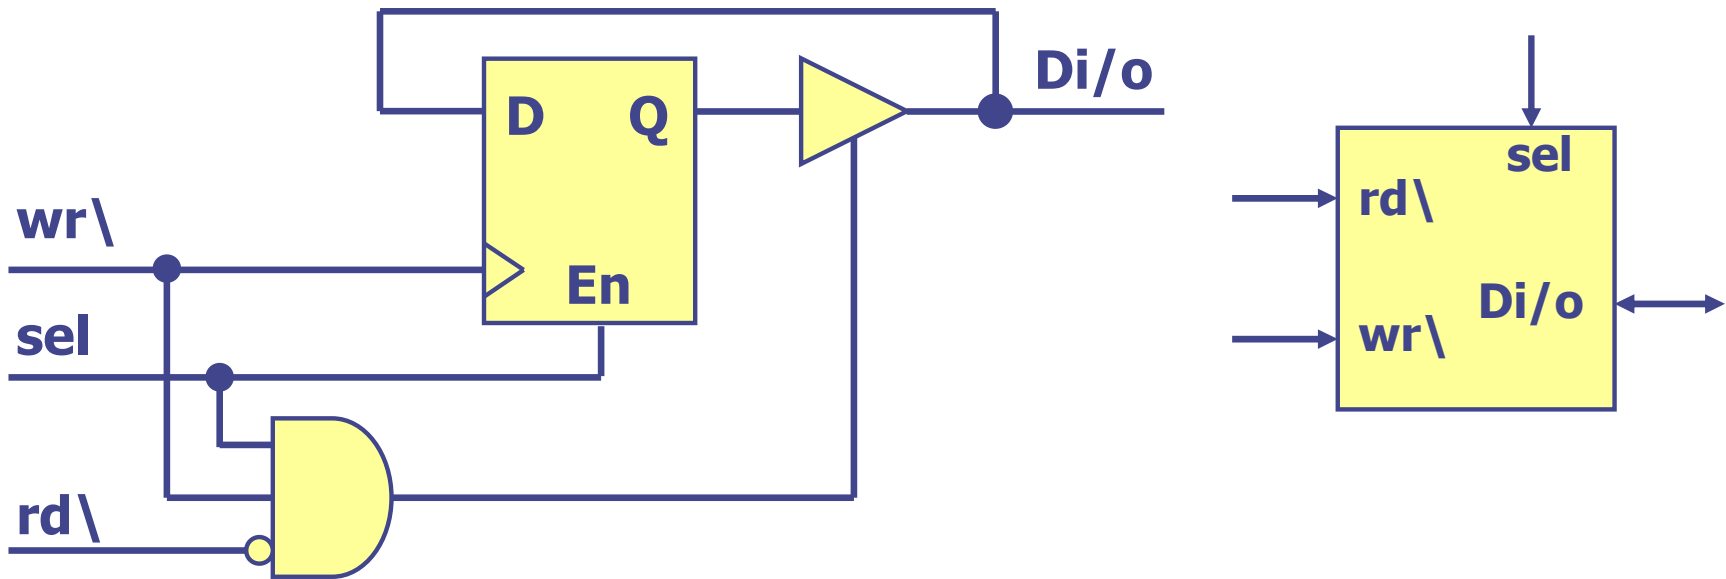 Di/o
D Q
wr\
En
sel
rd\
sel
rd\
Di/o
wr\